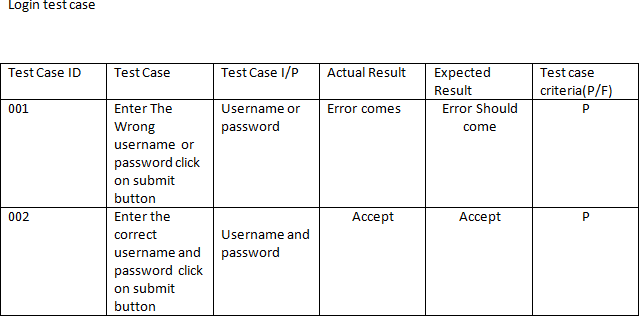 Login test case
Test Case ID
Test Case
Test Case I/P
Actual Result
Expected
Result
Test case
criteria(P/F)
001
Enter The
Wrong
username or
password click
on submit
button
Username or
password
Error comes
Error Should
come
P
002
Enter the
correct
username and
password click
on submit
button
Username and
password
Accept
Accept
P